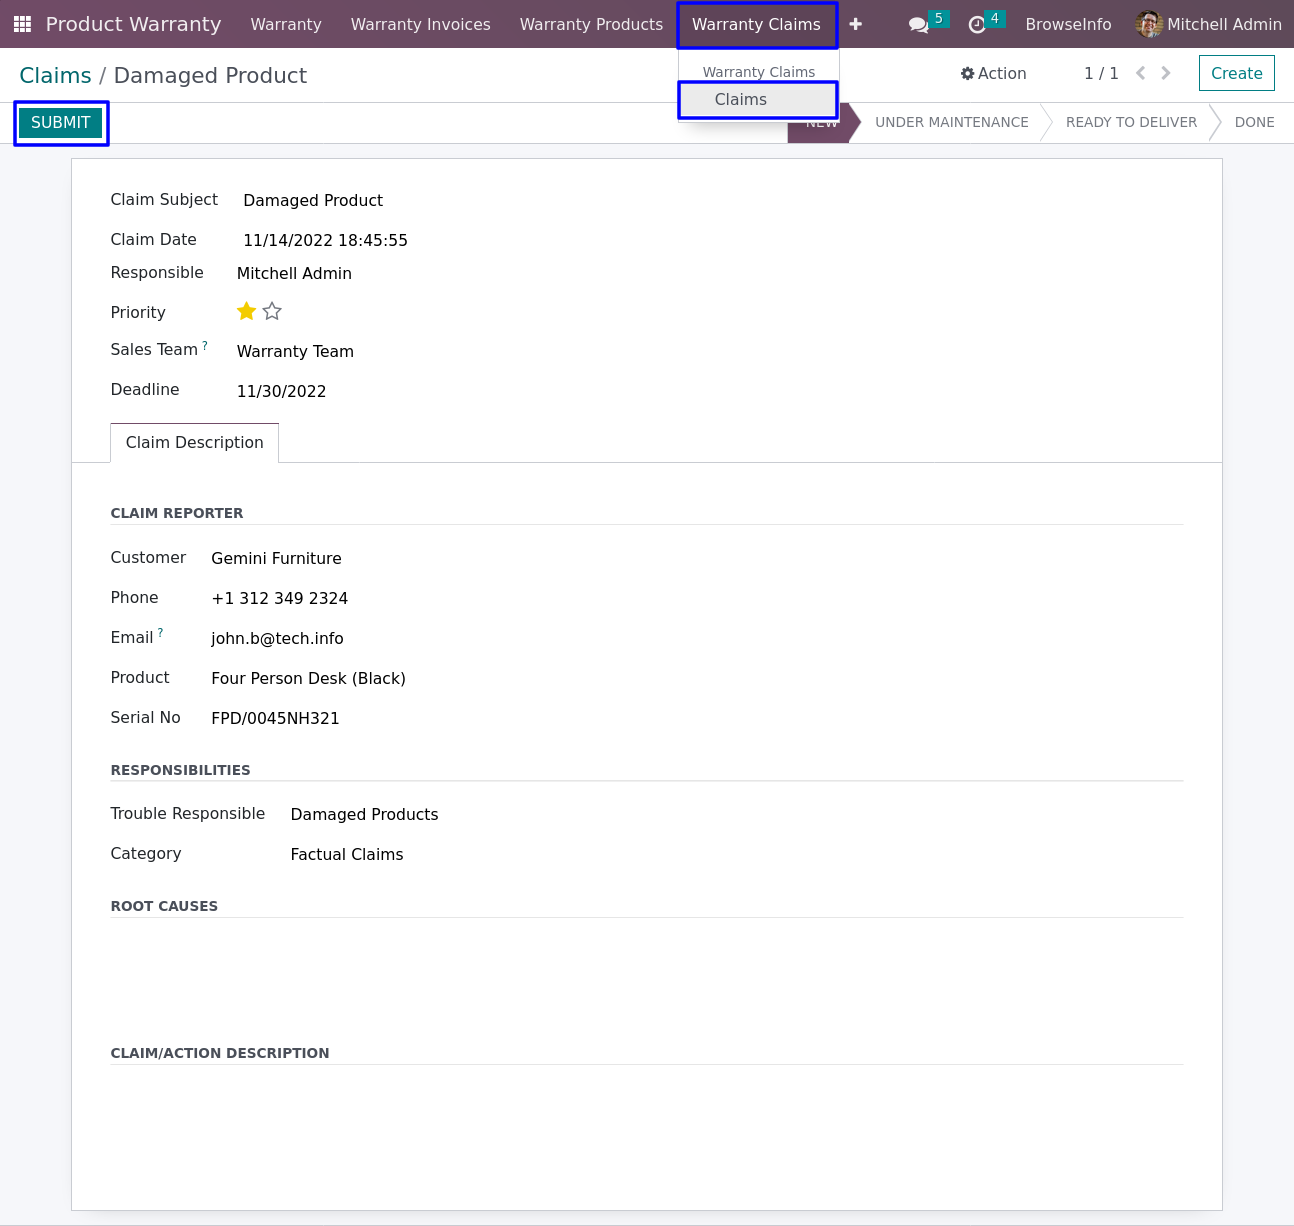 Product Warranty Warranty Warranty Invoices Warranty Products Warranty Claims + 5 4 BrowseInfo Mitchell Admin
Claims / Damaged Product Warranty Claims Action 1 / 1 Create
Claims
SUBMIT NEW UNDER MAINTENANCE READY TO DELIVER DONE
Claim Subject Damaged Product
Claim Date 11/14/2022 18:45:55
Responsible Mitchell Admin
Priority
Sales Team ? Warranty Team
Deadline 11/30/2022
Claim Description
CLAIM REPORTER
Customer Gemini Furniture
Phone +1 312 349 2324
Email ? john.b@tech.info
Product Four Person Desk (Black)
Serial No FPD/0045NH321
RESPONSIBILITIES
Trouble Responsible Damaged Products
Category Factual Claims
ROOT CAUSES
CLAIM/ACTION DESCRIPTION